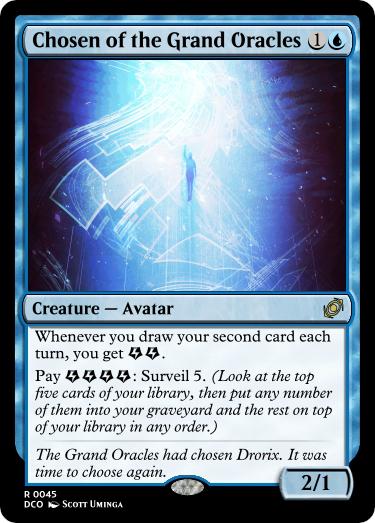 Chosen of the Grand Oracles 1
Creature — Avatar
Whenever you draw your second card each
turn, you get .
Pay : Surveil 5. (Look at the top
five cards of your library, then put any number
of them into your graveyard and the rest on top
of your library in any order.)
The Grand Oracles had chosen Drorix. It was
time to choose again.
2/1
R 0045
DCO Scott Uminga